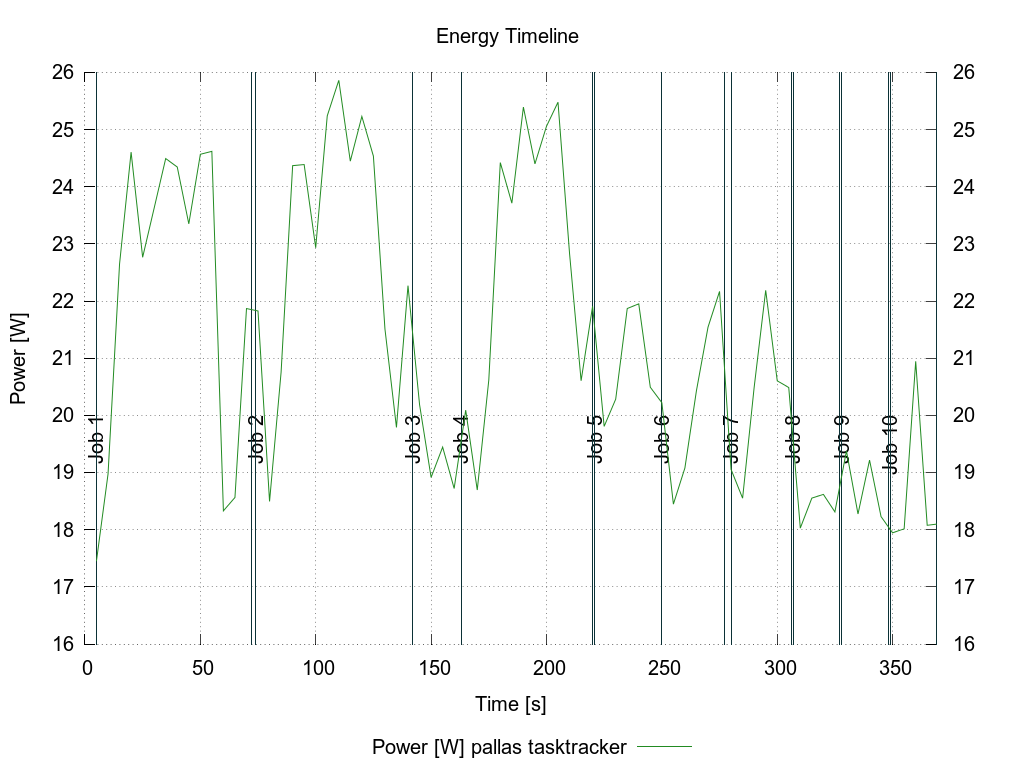 Energy Timeline
26
25
24
23
22
21
20
19
18
17
16
26
25
24
23
22
21
20
19
18
17
16
Power [W]
Job 1
Job 2
Job 3
Job 4
Job 5
Job 6
Job 7
Job 8
Job 9
Job 10
0 50 100 150 200 250 300 350
Time [s]
Power [W] pallas tasktracker